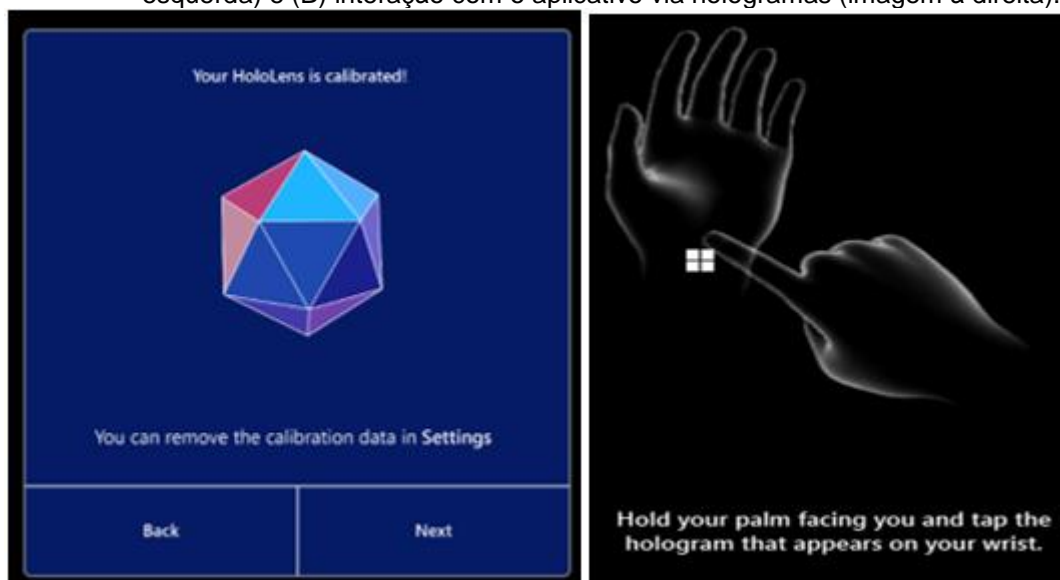 esquerda) e (B) interação com o aplicativo via hologramas (imagem à direita).
Your HoloLens is calibrated!
You can remove the calibration data in Settings
Back
Next
Hold your palm facing you and tap the
hologram that appears on your wrist.